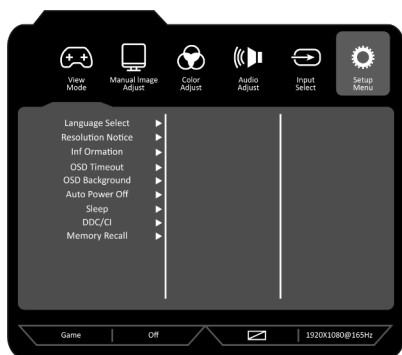 View
Mode
Manual Image
Adjust
Color
Adjust
Audio
Adjust
Input
Select
Setup
Menu
Language Select
Resolution Notice
Inf Ormation
OSD Timeout
OSD Background
Auto Power Off
Sleep
DDC/CI
Memory Recall
Game
Off
1920X1080@165Hz